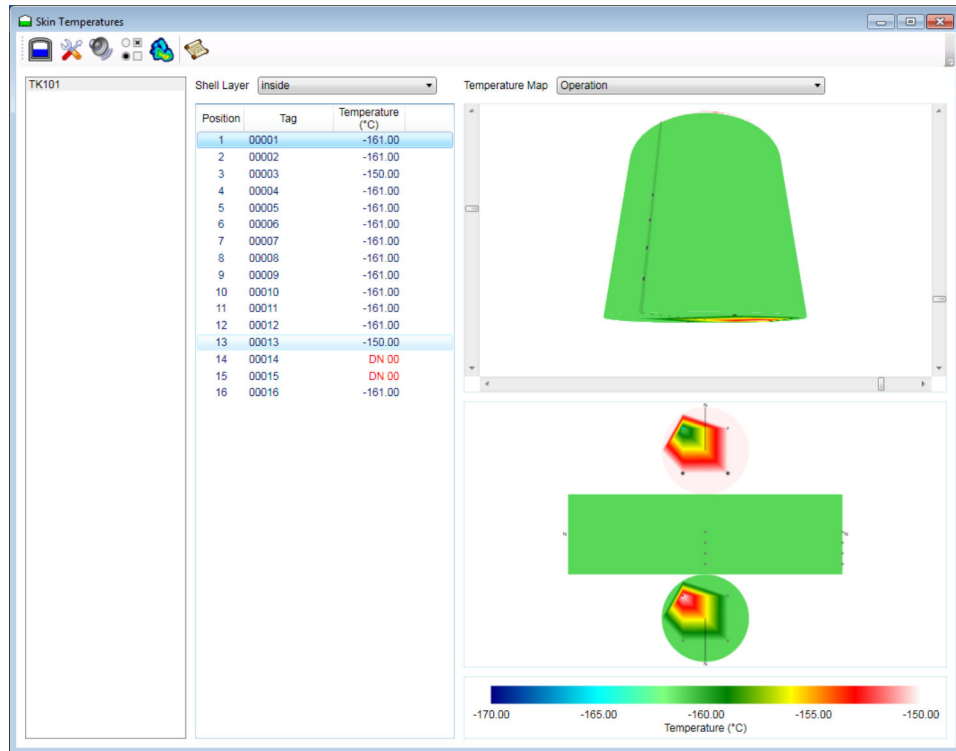 Skin Temperatures
TK101
Shell Layer inside
Temperature Map Operation
Position Tag Temperature (°C)
1 00001 -161.00
2 00002 -161.00
3 00003 -150.00
4 00004 -161.00
5 00005 -161.00
6 00006 -161.00
7 00007 -161.00
8 00008 -161.00
9 00009 -161.00
10 00010 -161.00
11 00011 -161.00
12 00012 -161.00
13 00013 -150.00
14 00014 DN 00
15 00015 DN 00
16 00016 -161.00
N
N N
N
-170.00 -165.00 -160.00 -155.00 -150.00
Temperature (°C)